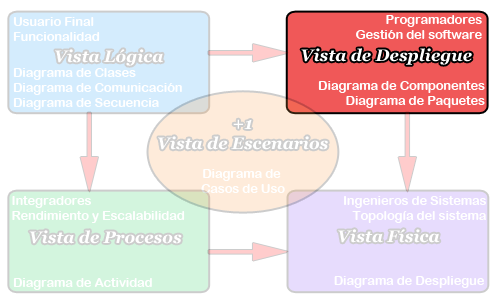 Usuario Final
Funcionalidad
Vista Lógica
Diagrama de Clases
Diagrama de Comunicación
Diagrama de Secuencia
Programadores
Gestión del software
Vista de Despliegue
Diagrama de Componentes
Diagrama de Paquetes
+1
Vista de Escenarios
Diagrama de
Casos de Uso
Integradores
Rendimiento y Escalabilidad
Vista de Procesos
Diagrama de Actividad
Ingenieros de Sistemas
Topología del sistema
Vista Física
Diagrama de Despliegue